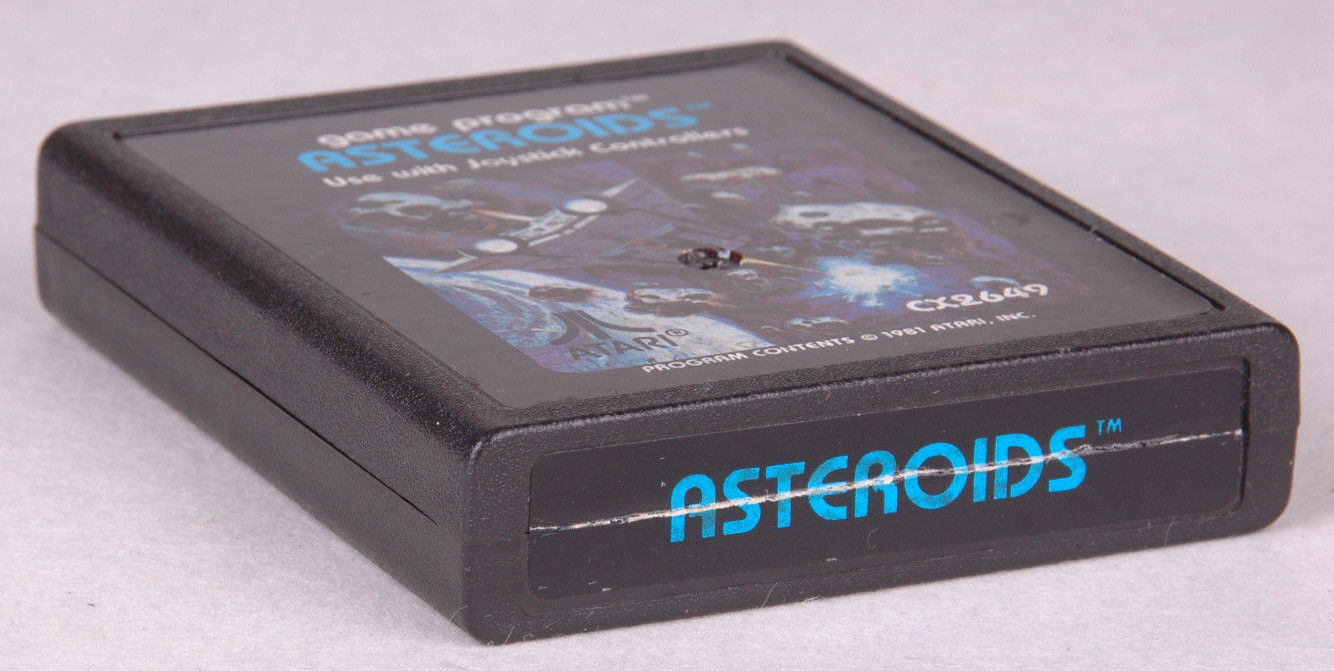 game program™
ASTEROIDS™
Use with Joystick Controllers
CX2649
ATARI®
PROGRAM CONTENTS © 1981 ATARI, INC.
ASTEROIDS™